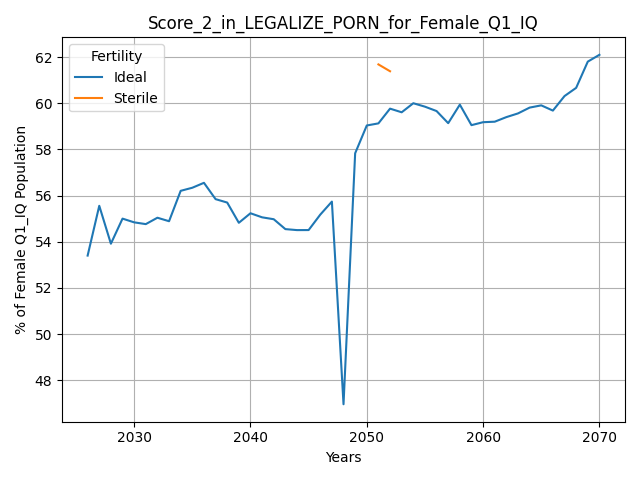 Score_2_in_LEGALIZE_PORN_for_Female_Q1_IQ
Fertility
Ideal
Sterile
% of Female Q1_IQ Population
62
60
58
56
54
52
50
48
2030 2040 2050 2060 2070
Years